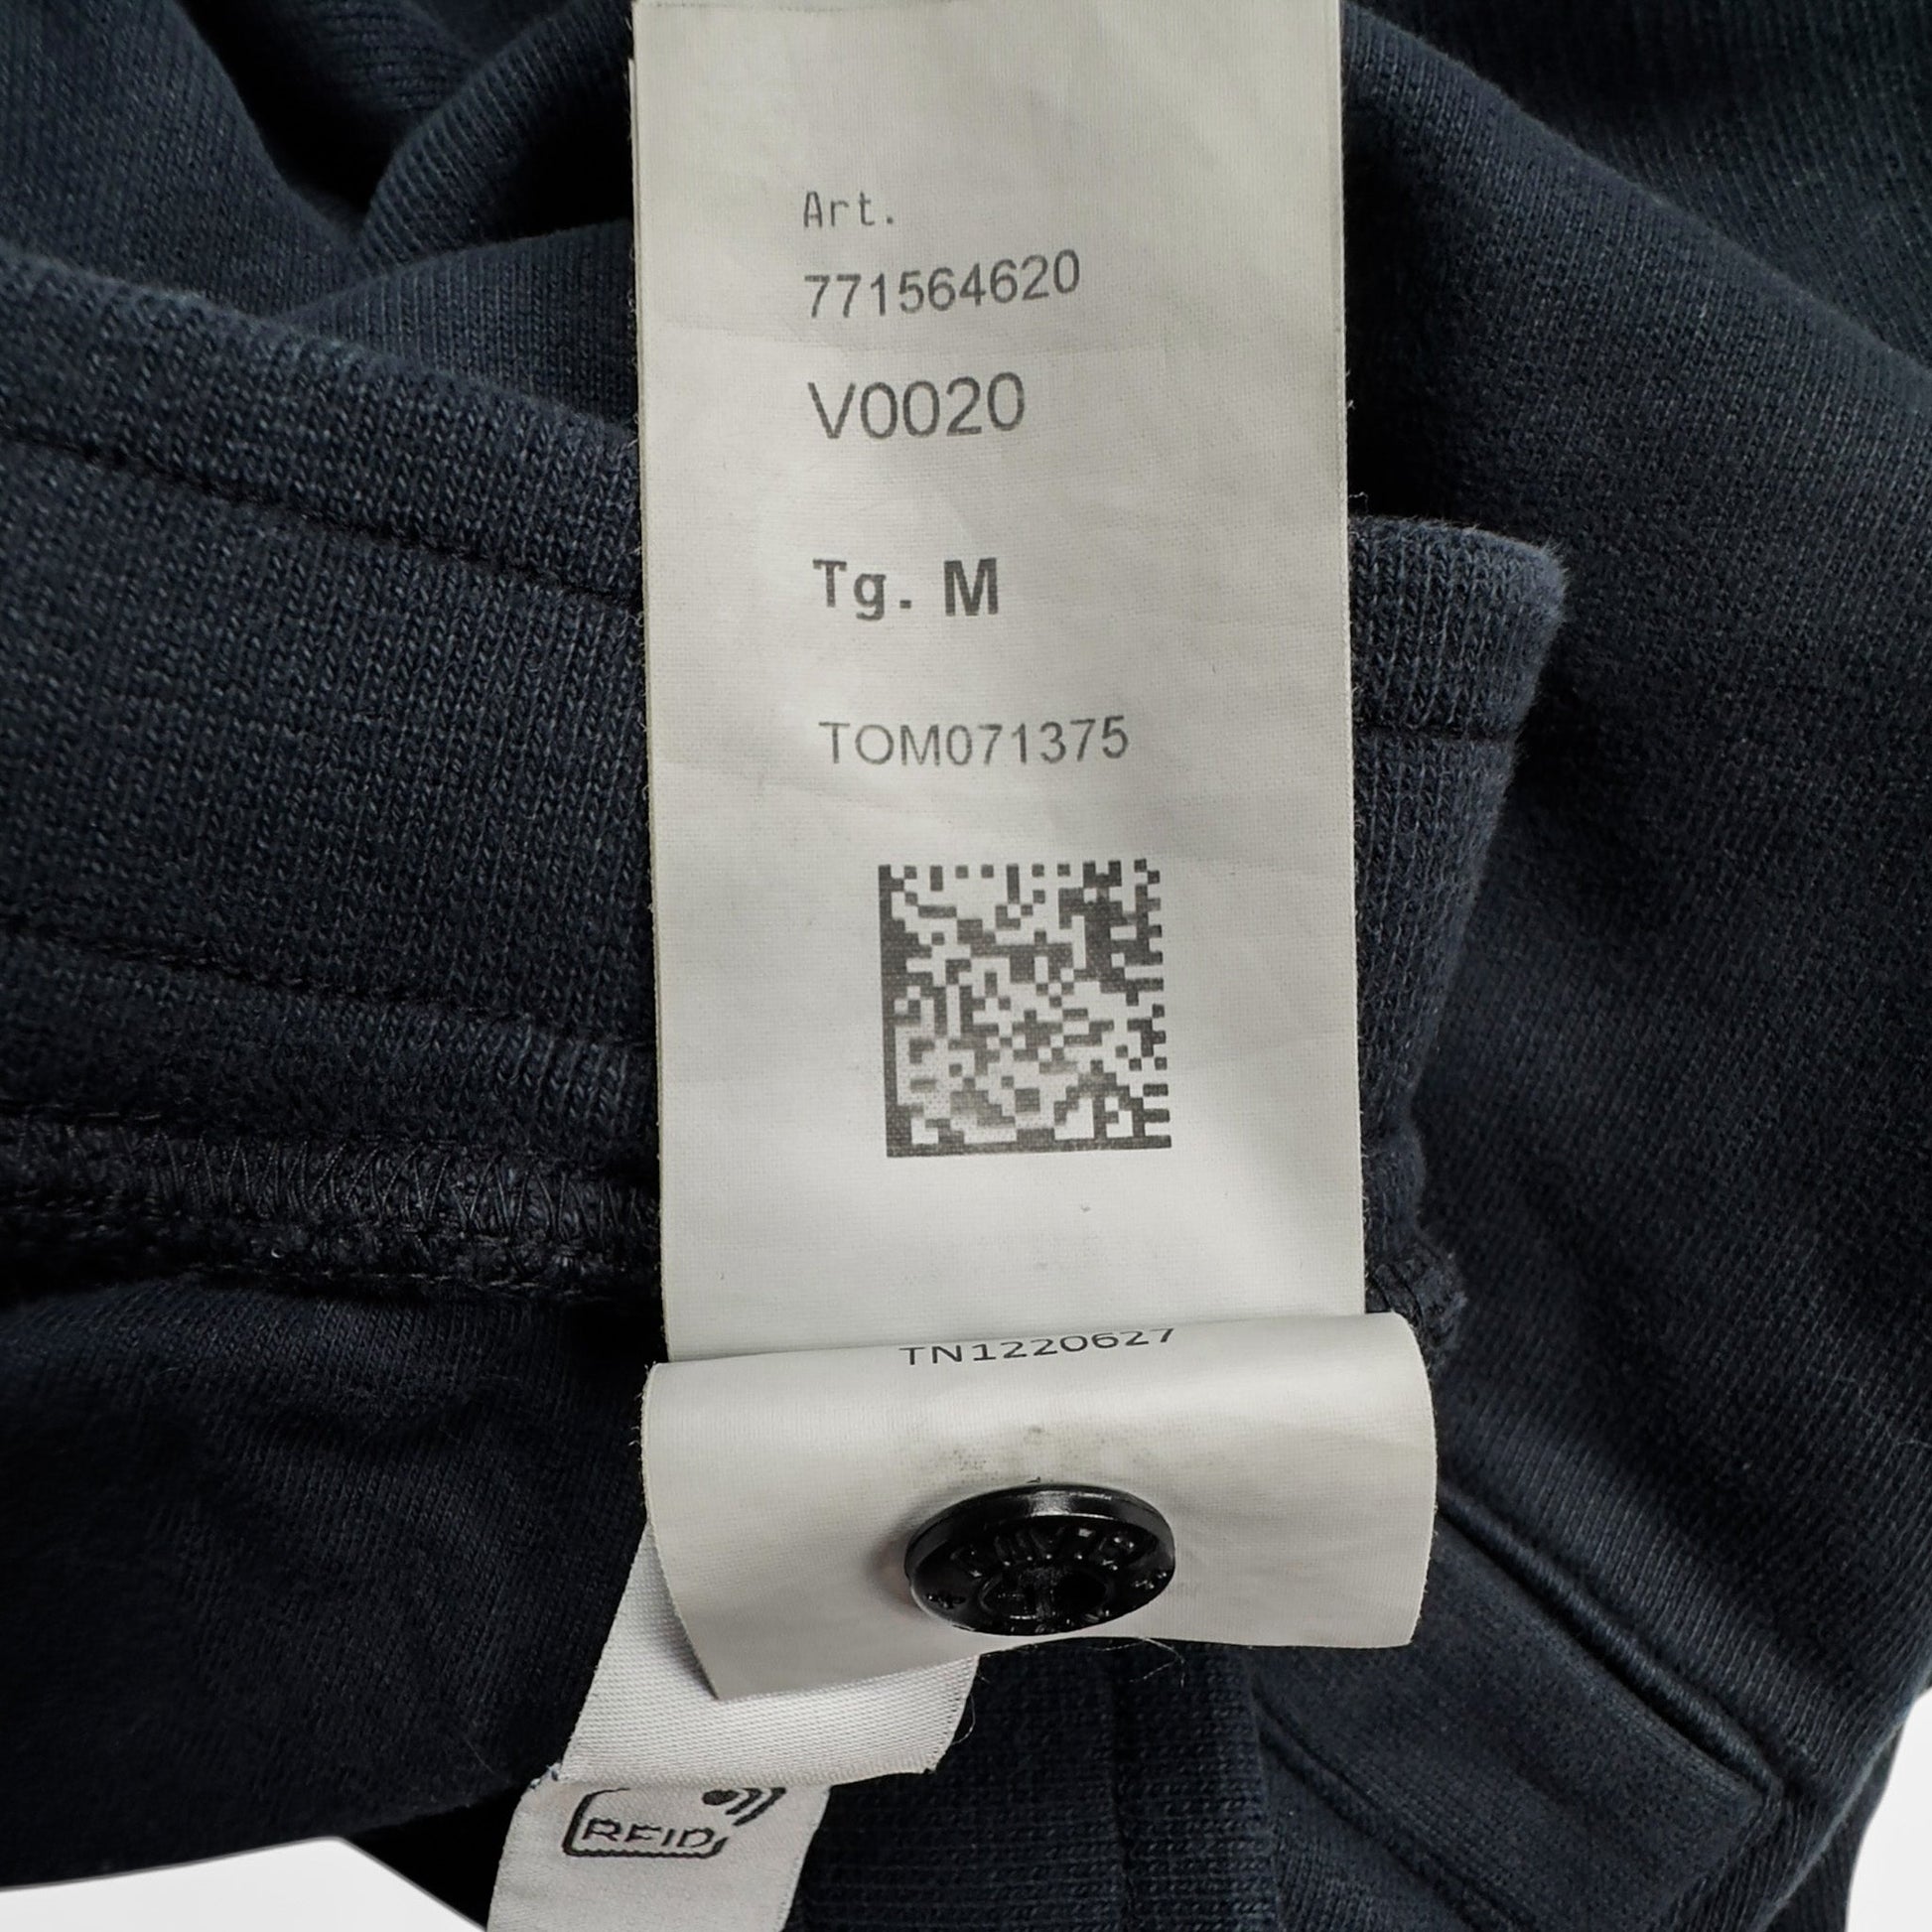 Art.
771564620
V0020
Tg. M
TOM071375
TN1220627
RFID